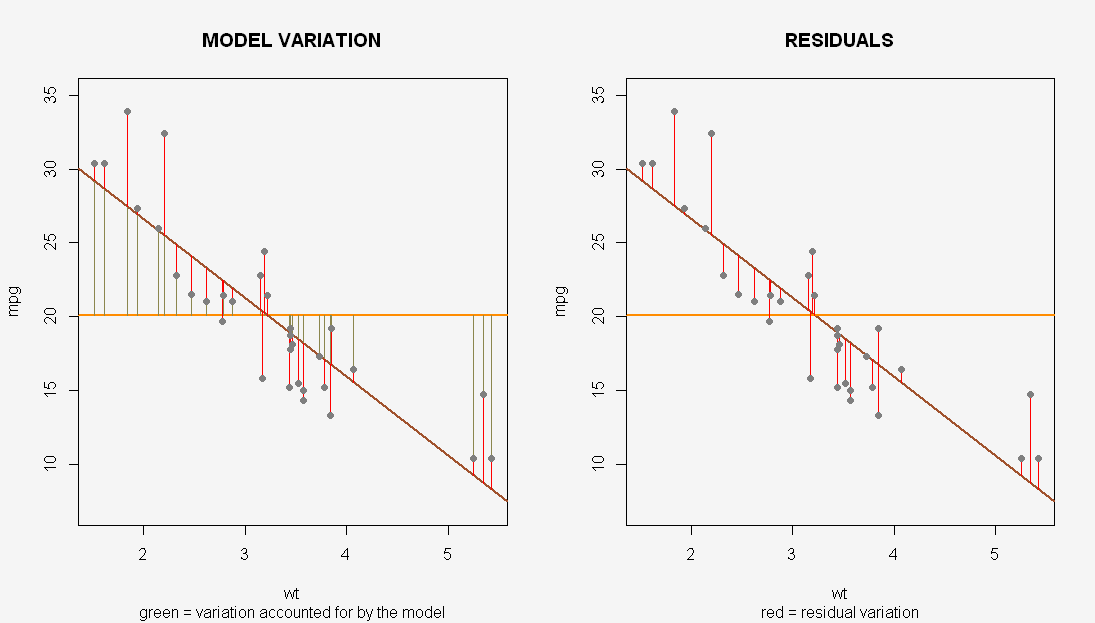 MODEL VARIATION
35
30
25
20
15
10
mpg
2 3 4 5
wt
green = variation accounted for by the model
RESIDUALS
35
30
25
20
15
10
mpg
2 3 4 5
wt
red = residual variation